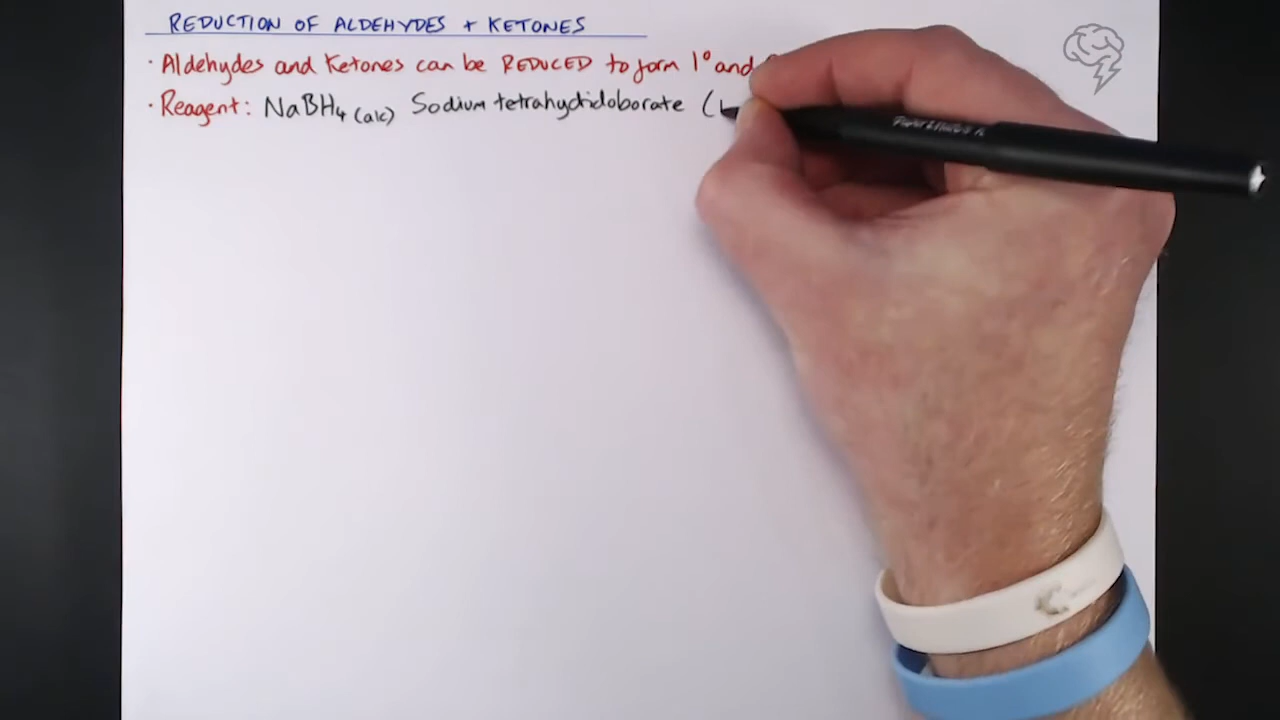 REDUCTION OF ALDEHYDES + KETONES
· Aldehydes and Ketones can be REDUCED to form 1° and
· Reagent: NaBH4 (alc) Sodium tetrahydridoborate (